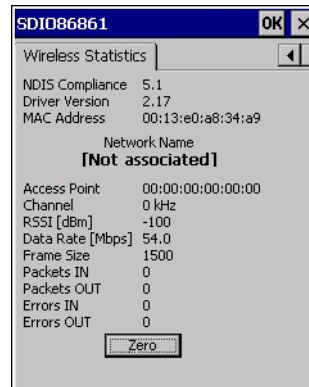 SDIO86861 OK ×
Wireless Statistics
NDIS Compliance 5.1
Driver Version 2.17
MAC Address 00:13:e0:a8:34:a9
Network Name
[Not associated]
Access Point 00:00:00:00:00:00
Channel 0 kHz
RSSI [dBm] -100
Data Rate [Mbps] 54.0
Frame Size 1500
Packets IN 0
Packets OUT 0
Errors IN 0
Errors OUT 0
Zero